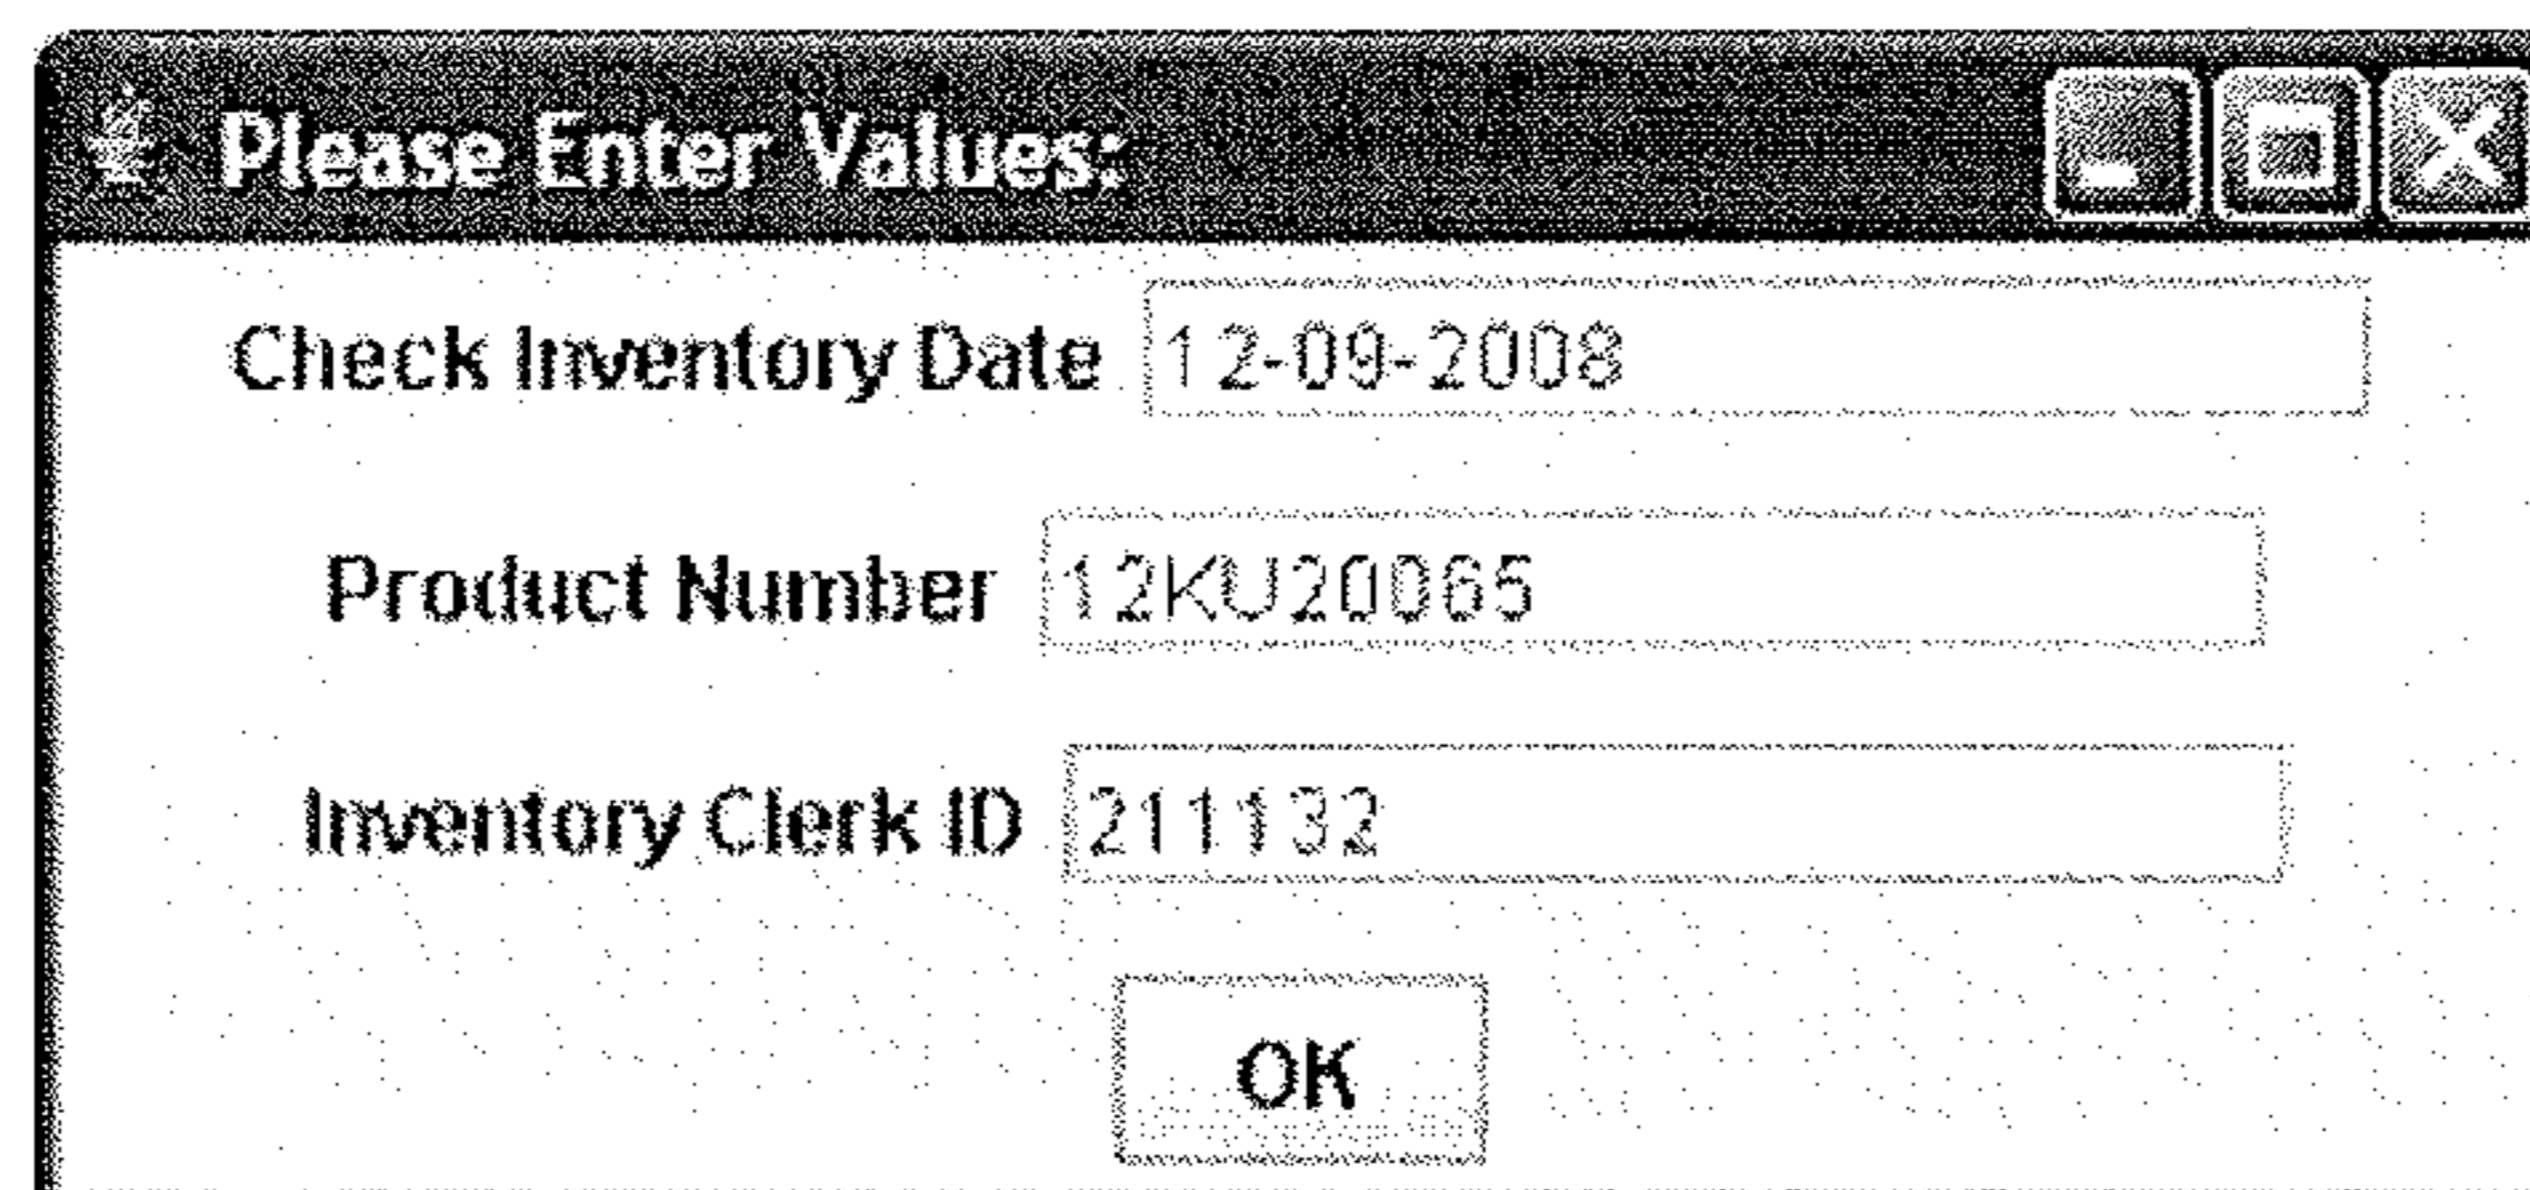 Please Enter Values:
Check Inventory Date 12-09-2008
Product Number 12KU20065
Inventory Clerk ID 211132
OK